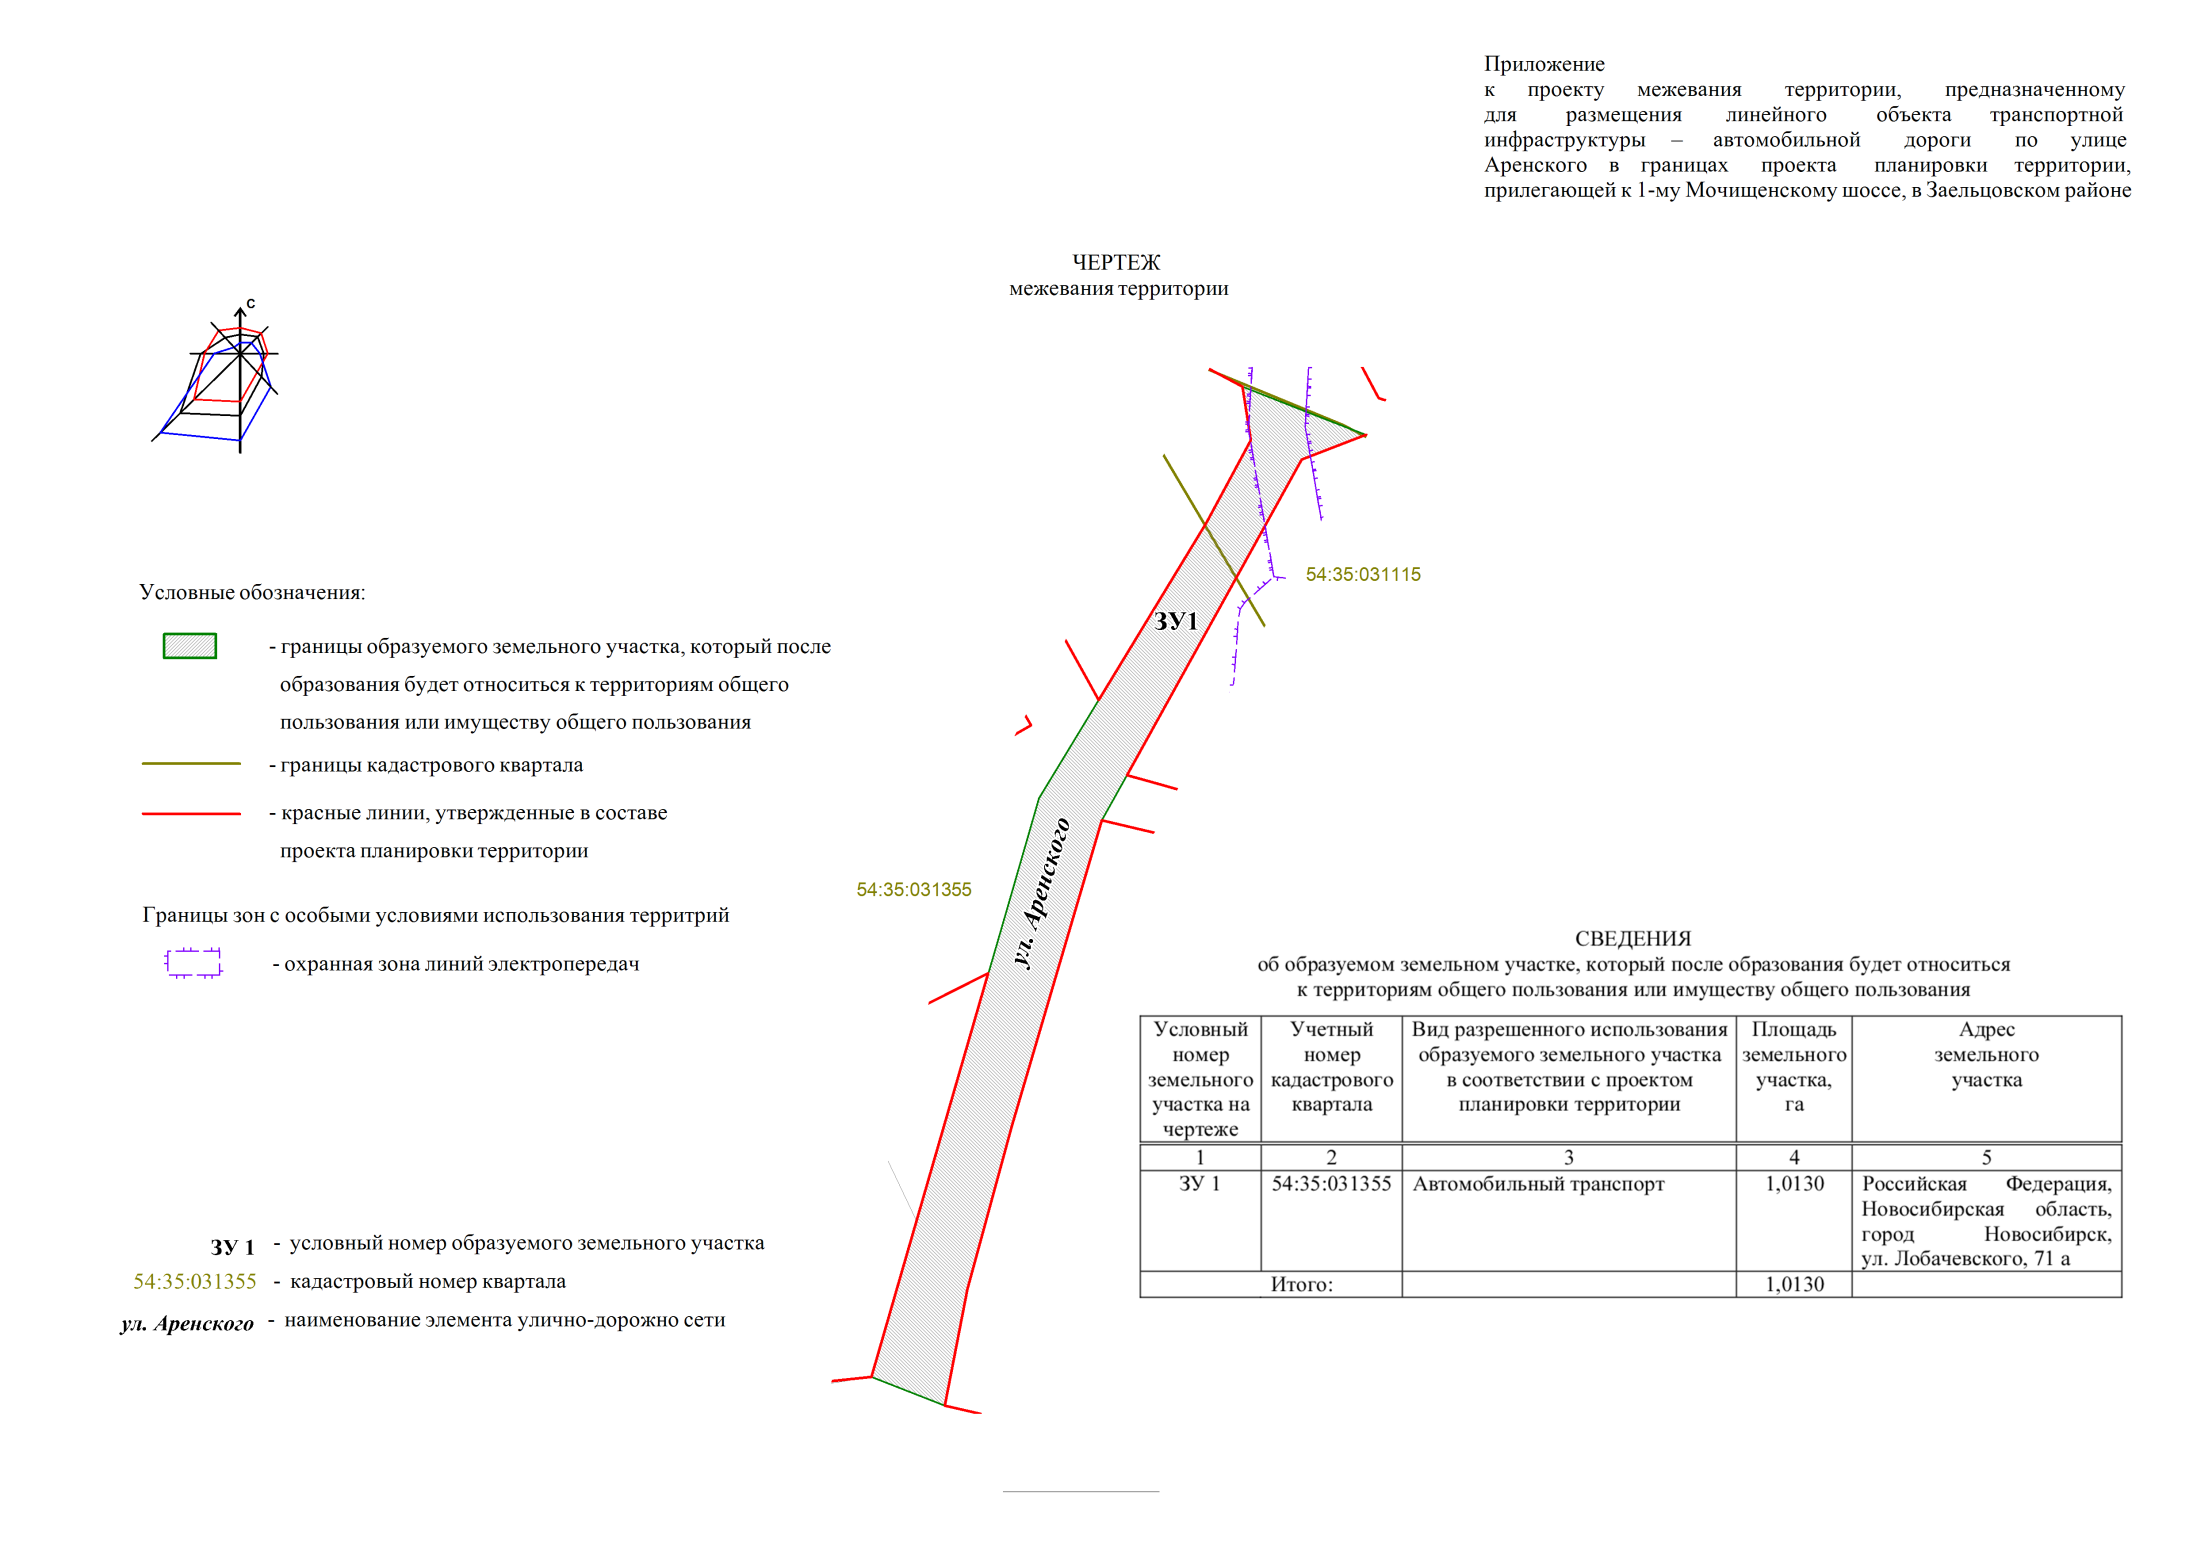 Приложение
к проекту межевания территории, предназначенному
для размещения линейного объекта транспортной
инфраструктуры – автомобильной дороги по улице
Аренского в границах проекта планировки территории,
прилегающей к 1-му Мочищенскому шоссе, в Заельцовском районе
ЧЕРТЕЖ
межевания территории
С
Условные обозначения:
- границы образуемого земельного участка, который после
образования будет относиться к территориям общего
пользования или имуществу общего пользования
- границы кадастрового квартала
- красные линии, утвержденные в составе
проекта планировки территории
Границы зон с особыми условиями использования территрий
- охранная зона линий электропередач
ЗУ 1 - условный номер образуемого земельного участка
54:35:031355 - кадастровый номер квартала
ул. Аренского - наименование элемента улично-дорожно сети
54:35:031115
ЗУ1
ул. Аренского
54:35:031355
СВЕДЕНИЯ
об образуемом земельном участке, который после образования будет относиться
к территориям общего пользования или имуществу общего пользования
Условный Учетный Вид разрешенного использования Площадь Адрес
номер номер образуемого земельного участка земельного земельного
земельного кадастрового в соответствии с проектом участка, участка
участка на квартала планировки территории га
чертеже
1 2 3 4 5
ЗУ 1 54:35:031355 Автомобильный транспорт 1,0130 Российская Федерация,
Новосибирская область,
город Новосибирск,
ул. Лобачевского, 71 а
Итого: 1,0130